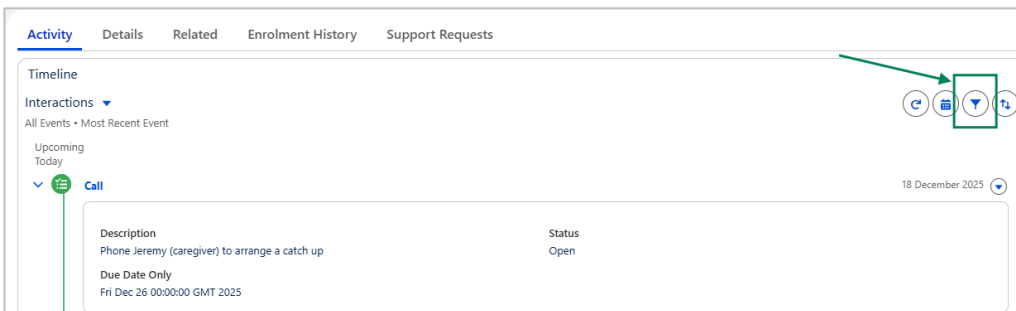 Activity Details Related Enrolment History Support Requests
Timeline
Interactions
All Events • Most Recent Event
Upcoming
Today
Call 18 December 2025
Description Status
Phone Jeremy (caregiver) to arrange a catch up Open
Due Date Only
Fri Dec 26 00:00:00 GMT 2025